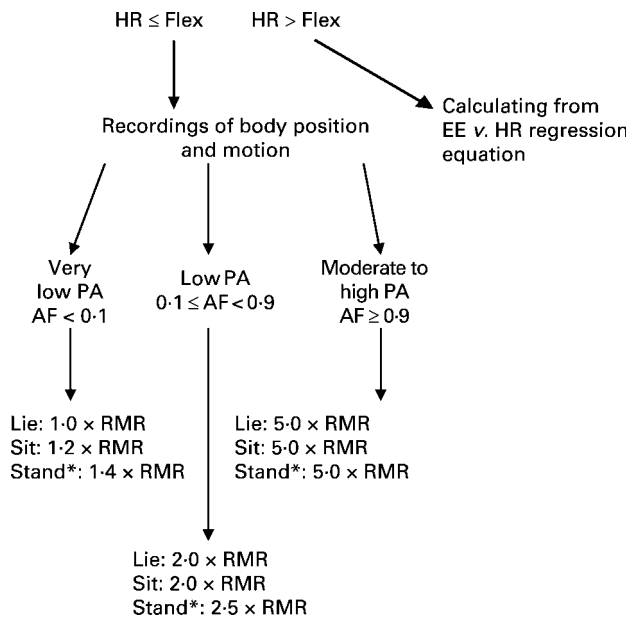 HR ≤ Flex
HR > Flex
Calculating from
EE v. HR regression
equation
Recordings of body position
and motion
Very
low PA
AF < 0·1
Low PA
0·1 ≤ AF < 0·9
Moderate to
high PA
AF ≥ 0·9
Lie: 1·0 × RMR
Sit: 1·2 × RMR
Stand*: 1·4 × RMR
Lie: 5·0 × RMR
Sit: 5·0 × RMR
Stand*: 5·0 × RMR
Lie: 2·0 × RMR
Sit: 2·0 × RMR
Stand*: 2·5 × RMR